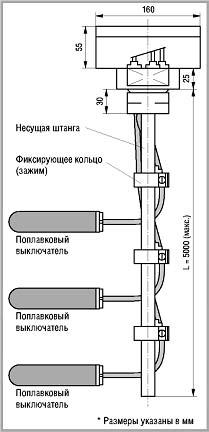 160
55
25
30
Несущая штанга
Фиксирующее кольцо
(зажим)
L = 5000 (макс.)
Поплавковый
выключатель
Поплавковый
выключатель
Поплавковый
выключатель
* Размеры указаны в мм